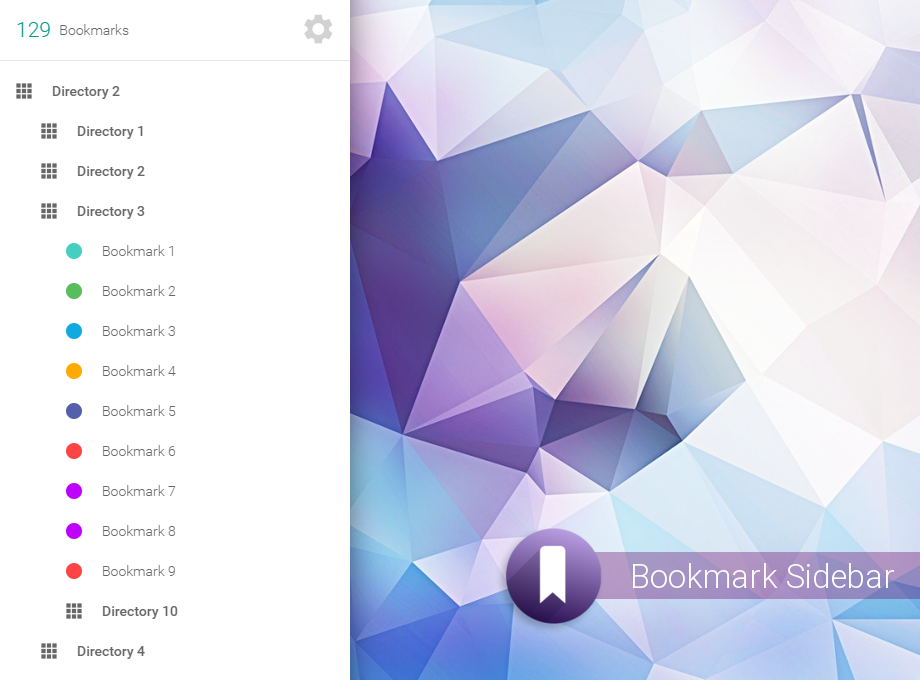 129 Bookmarks
Directory 2
Directory 1
Directory 2
Directory 3
Bookmark 1
Bookmark 2
Bookmark 3
Bookmark 4
Bookmark 5
Bookmark 6
Bookmark 7
Bookmark 8
Bookmark 9
Directory 10
Directory 4
Bookmark Sidebar